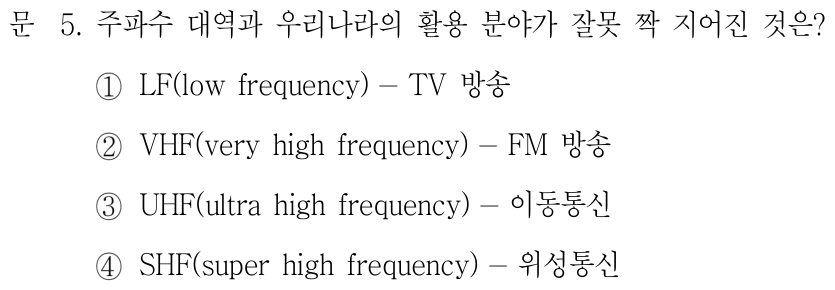 문 5. 주파수 대역과 우리나라의 활용 분야가 잘못 짝 지어진 것은?
① LF(low frequency) – TV 방송
② VHF(very high frequency) – FM 방송
③ UHF(ultra high frequency) – 이동통신
④ SHF(super high frequency) – 위성통신